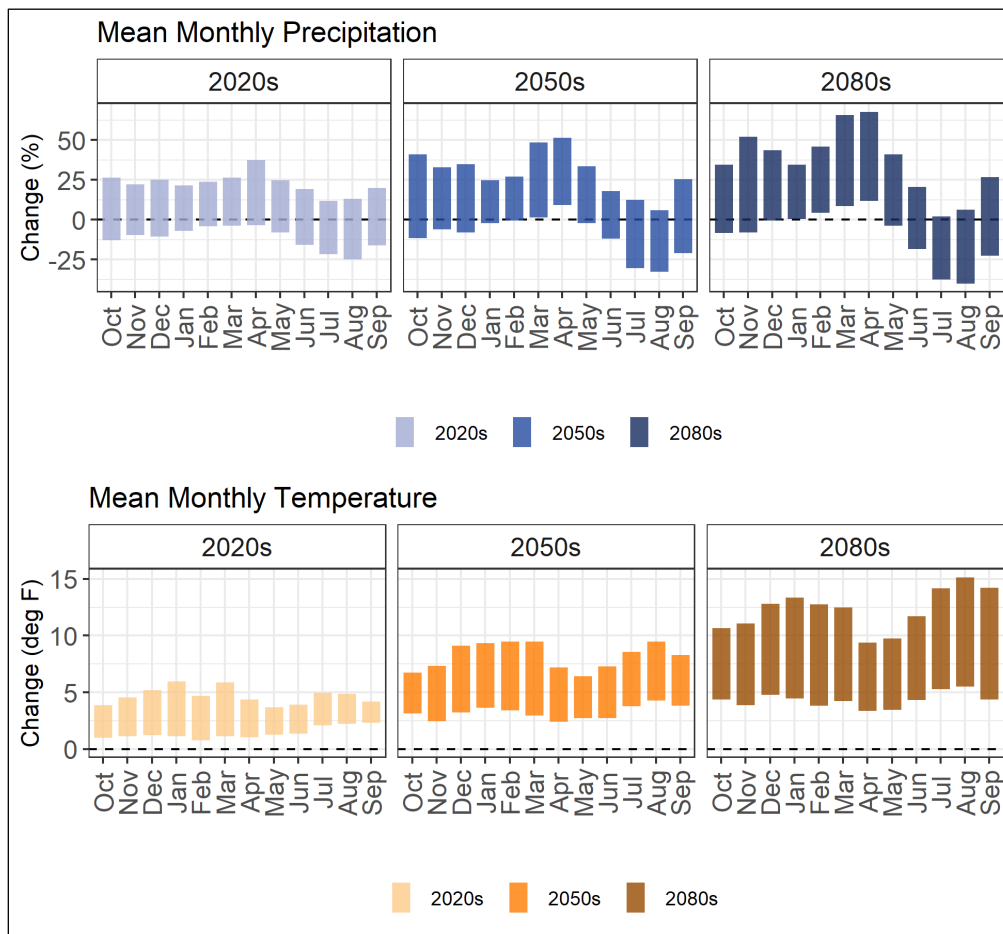 Mean Monthly Precipitation
2020s 2050s 2080s
Change (%)
50
25
0
-25
Oct Nov Dec Jan Feb Mar Apr May Jun Jul Aug Sep Oct Nov Dec Jan Feb Mar Apr May Jun Jul Aug Sep Oct Nov Dec Jan Feb Mar Apr May Jun Jul Aug Sep
2020s 2050s 2080s
Mean Monthly Temperature
2020s 2050s 2080s
Change (deg F)
15
10
5
0
Oct Nov Dec Jan Feb Mar Apr May Jun Jul Aug Sep Oct Nov Dec Jan Feb Mar Apr May Jun Jul Aug Sep Oct Nov Dec Jan Feb Mar Apr May Jun Jul Aug Sep
2020s 2050s 2080s